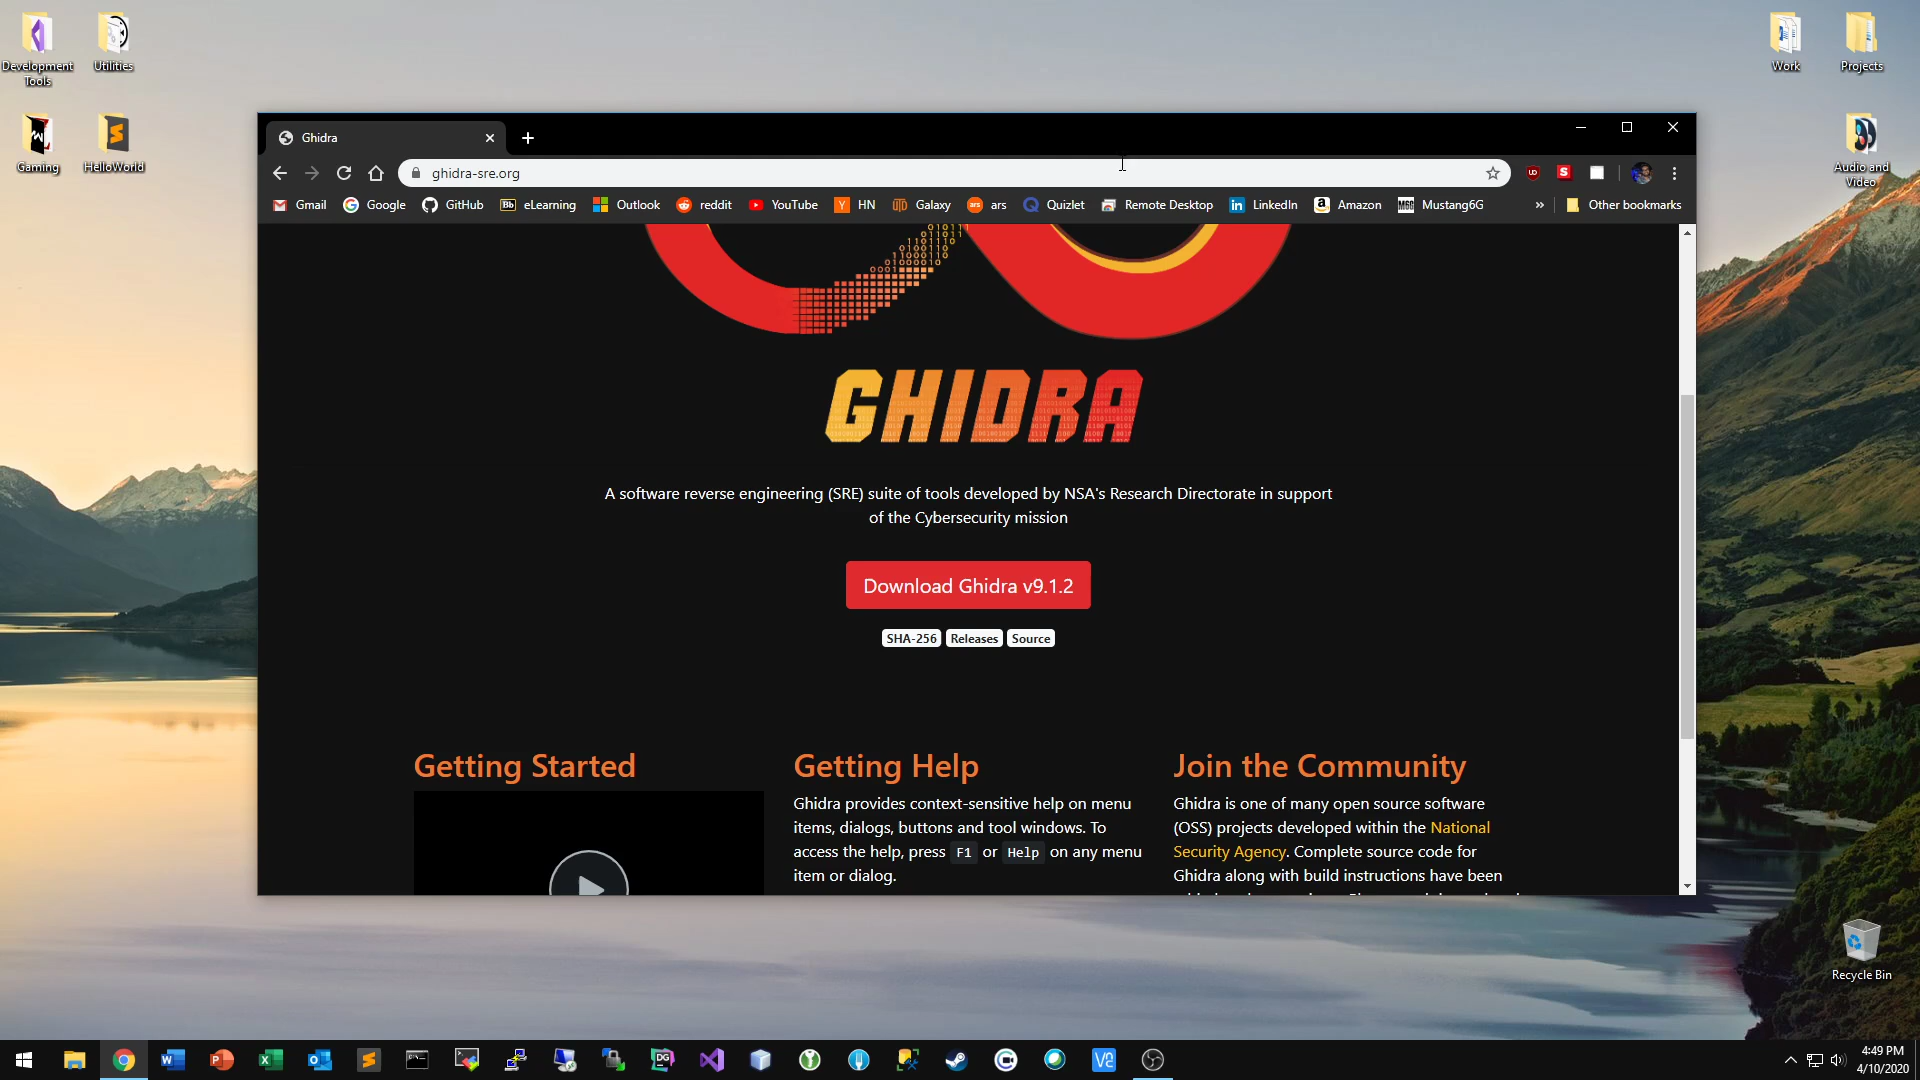 Development
Tools
Utilities
Work
Projects
Gaming
HelloWorld
Audio and
Video
Ghidra
ghidra-sre.org
Gmail
Google
GitHub
Bb
eLearning
Outlook
reddit
YouTube
Y
HN
Galaxy
ars
ars
Quizlet
Remote Desktop
in
LinkedIn
a
Amazon
M6G
Mustang6G
»
Other bookmarks
GHIDRA
A software reverse engineering (SRE) suite of tools developed by NSA's Research Directorate in support
of the Cybersecurity mission
Download Ghidra v9.1.2
SHA-256
Releases
Source
Getting Started
Getting Help
Ghidra provides context-sensitive help on menu
items, dialogs, buttons and tool windows. To
access the help, press F1 or Help on any menu
item or dialog.
Join the Community
Ghidra is one of many open source software
(OSS) projects developed within the National
Security Agency. Complete source code for
Ghidra along with build instructions have been
Recycle Bin
4:49 PM
4/10/2020